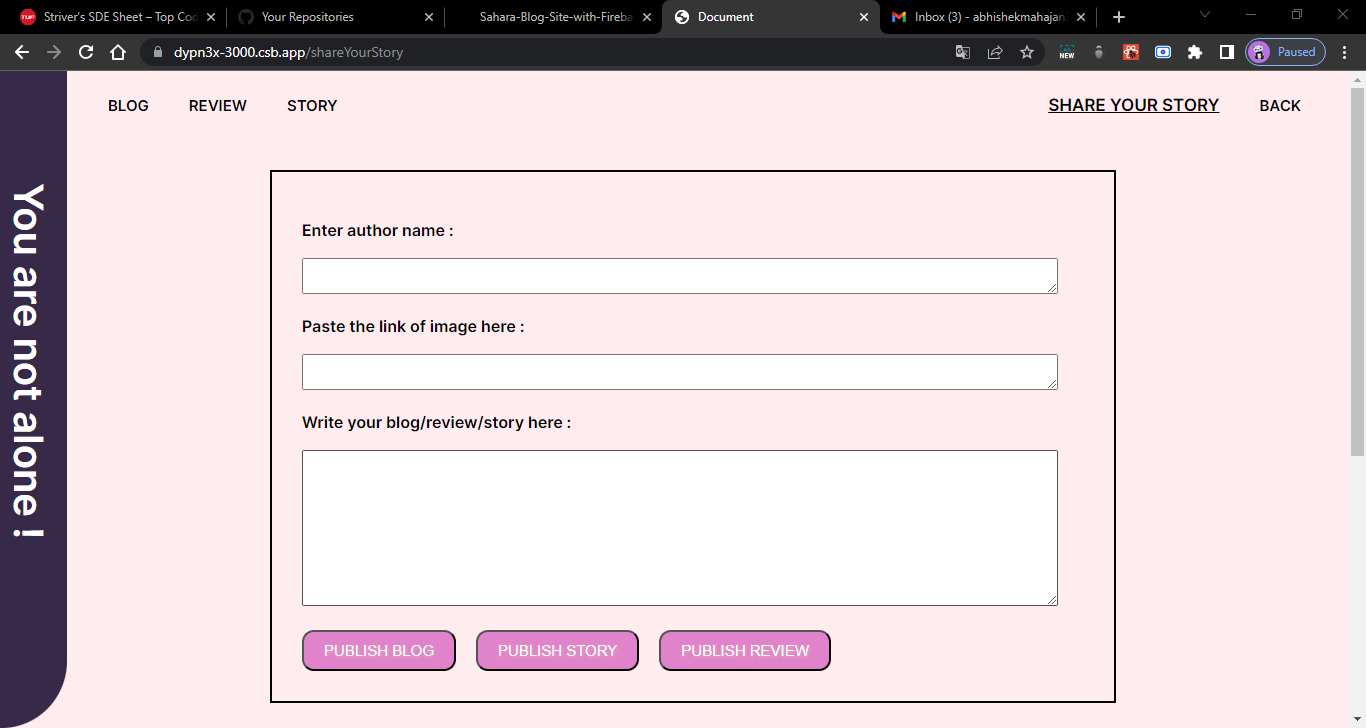 TUF Striver's SDE Sheet – Top Coc
Your Repositories
Sahara-Blog-Site-with-Fireba
Document
Inbox (3) - abhishekmahajan
dypn3x-3000.csb.app/shareYourStory
NEW
Paused
BLOG REVIEW STORY SHARE YOUR STORY BACK
You are not alone !
Enter author name :
Paste the link of image here :
Write your blog/review/story here :
PUBLISH BLOG PUBLISH STORY PUBLISH REVIEW